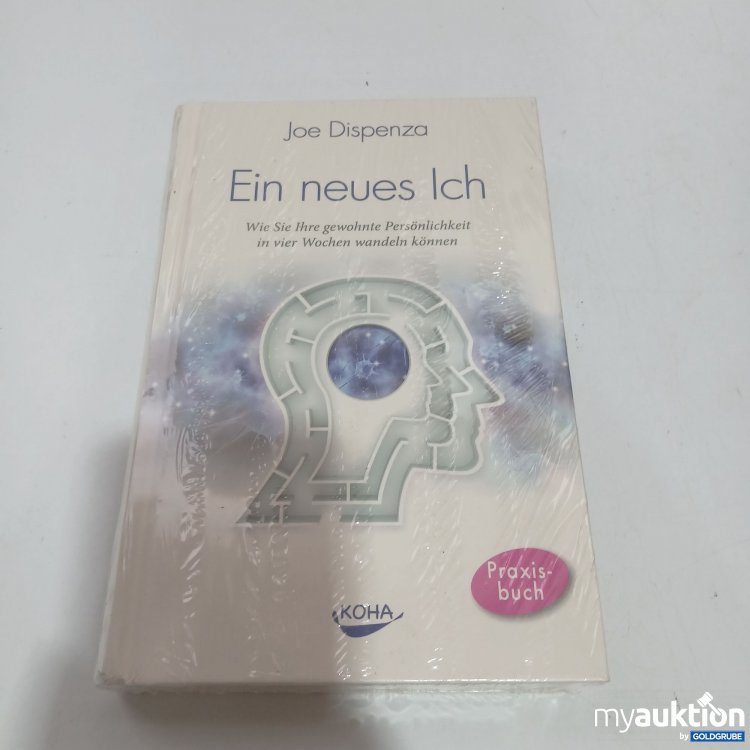 Joe Dispenza
Ein neues Ich
Wie Sie Ihre gewohnte Persönlichkeit
in vier Wochen wandeln können
Praxis-
buch
KOHA
myauktion
by GOLDGRUBE